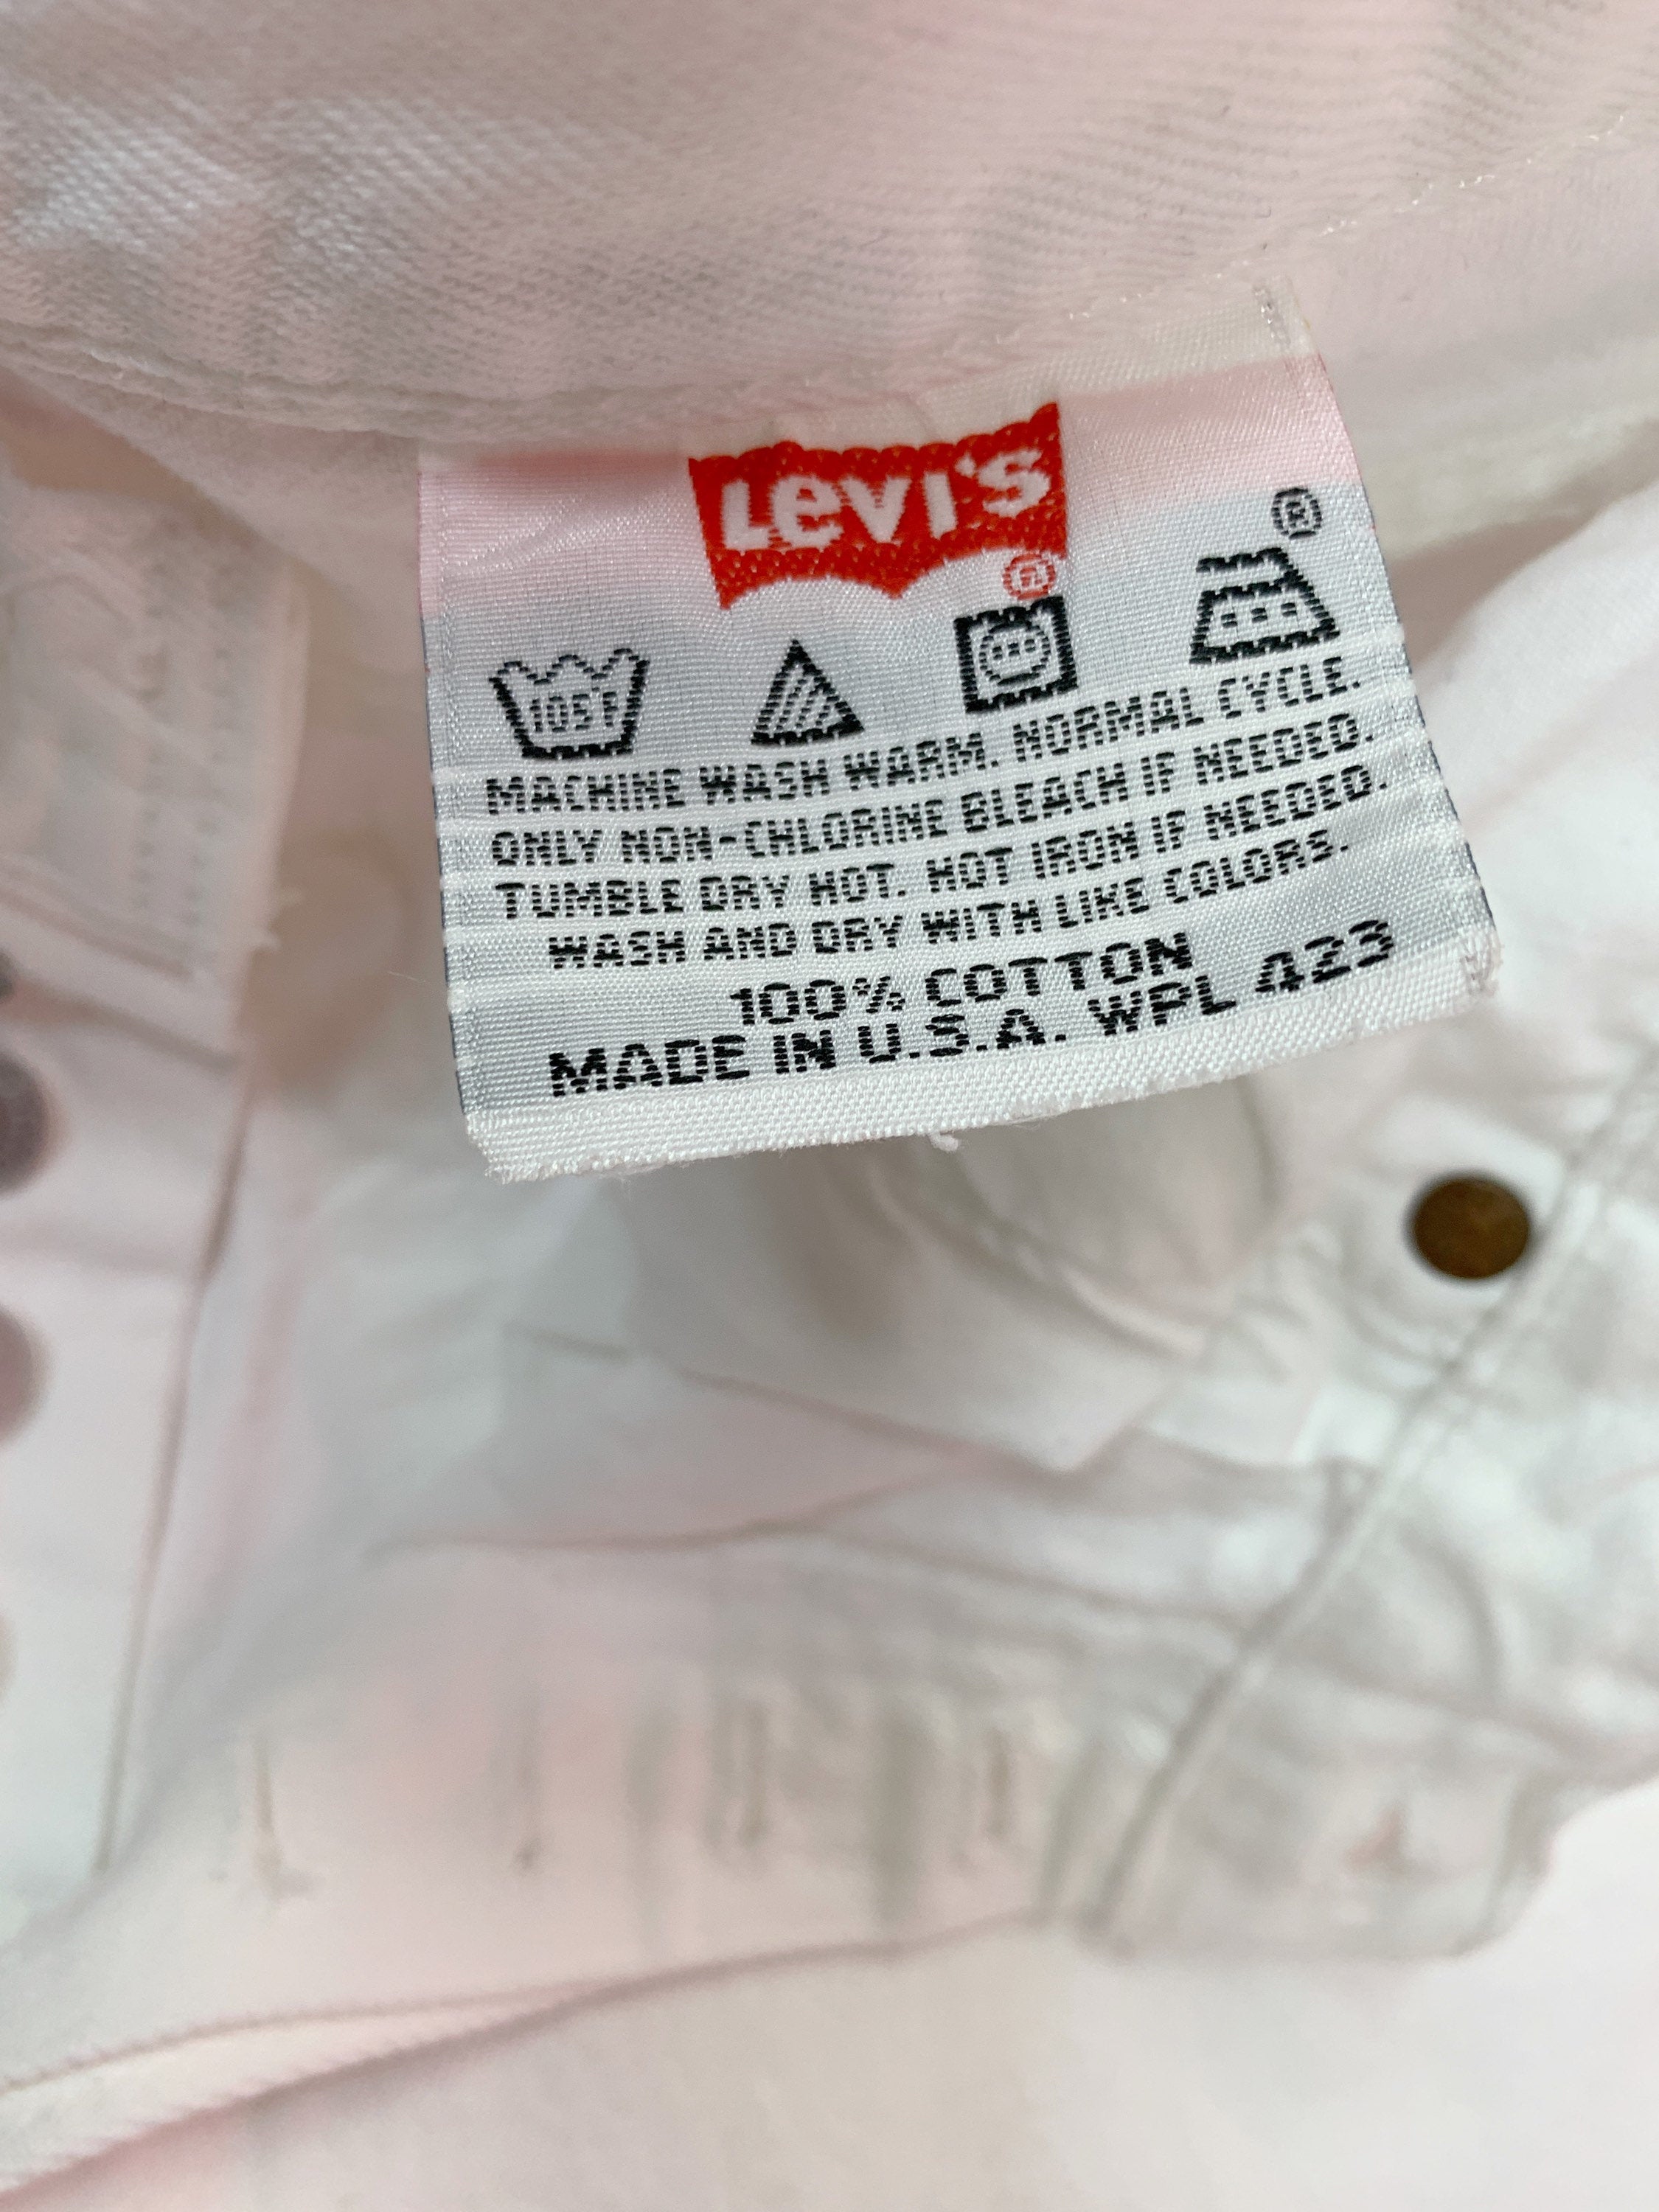 Levi's
®
®
105°F
MACHINE WASH WARM. NORMAL CYCLE.
ONLY NON-CHLORINE BLEACH IF NEEDED.
TUMBLE DRY HOT. HOT IRON IF NEEDED.
WASH AND DRY WITH LIKE COLORS.
100% COTTON
MADE IN U.S.A. WPL 423